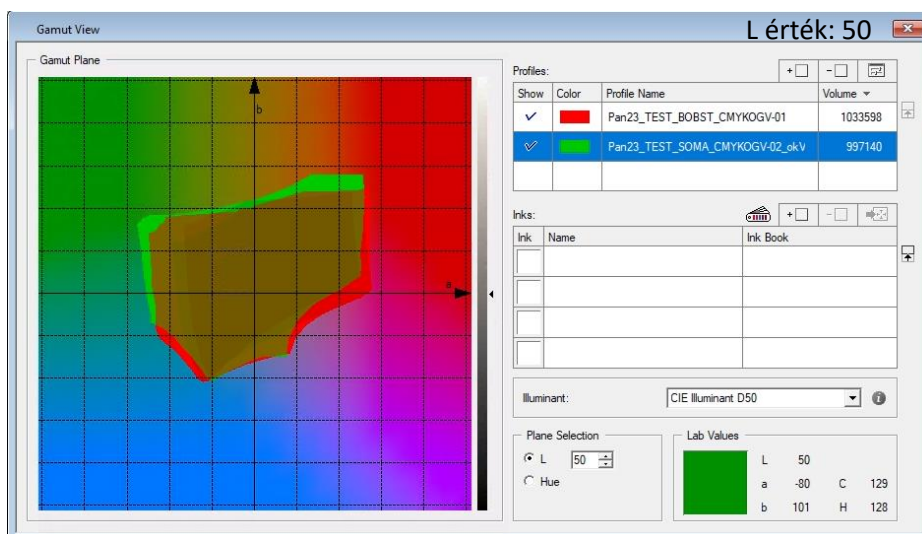 Gamut View
L érték: 50
Gamut Plane
b
a
Profiles:
Show Color Profile Name Volume
Pan23_TEST_BOBST_CMYKOGV-01 1033598
Pan23_TEST_SOMA_CMYKOGV-02_okV 997140
Inks:
Ink Name Ink Book
Illuminant: CIE Illuminant D50
Plane Selection
L 50
Hue
Lab Values
L 50
a -80 C 129
b 101 H 128